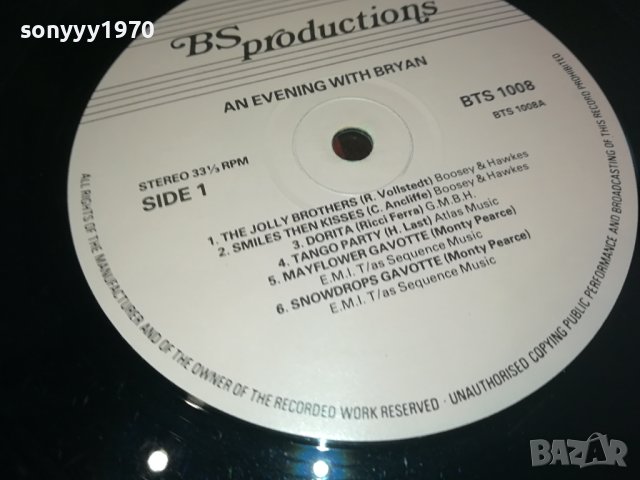 sonyyy1970
BSproductions
AN EVENING WITH BRYAN
BTS 1008
BTS 1008A
STEREO 33⅓ RPM
SIDE 1
1. THE JOLLY BROTHERS (R. Vollstedt) Boosey & Hawkes
2. SMILES THEN KISSES (C. Ancliffe) Boosey & Hawkes
3. DORITA (Ricci Ferra) G.M.B.H.
4. TANGO PARTY (H. Last) Atlas Music
5. MAYFLOWER GAVOTTE (Monty Pearce)
E.M.I. T/as Sequence Music
6. SNOWDROPS GAVOTTE (Monty Pearce)
E.M.I. T/as Sequence Music
ALL RIGHTS OF THE MANUFACTURER AND OF THE OWNER OF THE RECORDED WORK RESERVED · UNAUTHORISED COPYING PUBLIC PERFORMANCE AND BROADCASTING OF THIS RECORD PROHIBITED
BAZAR